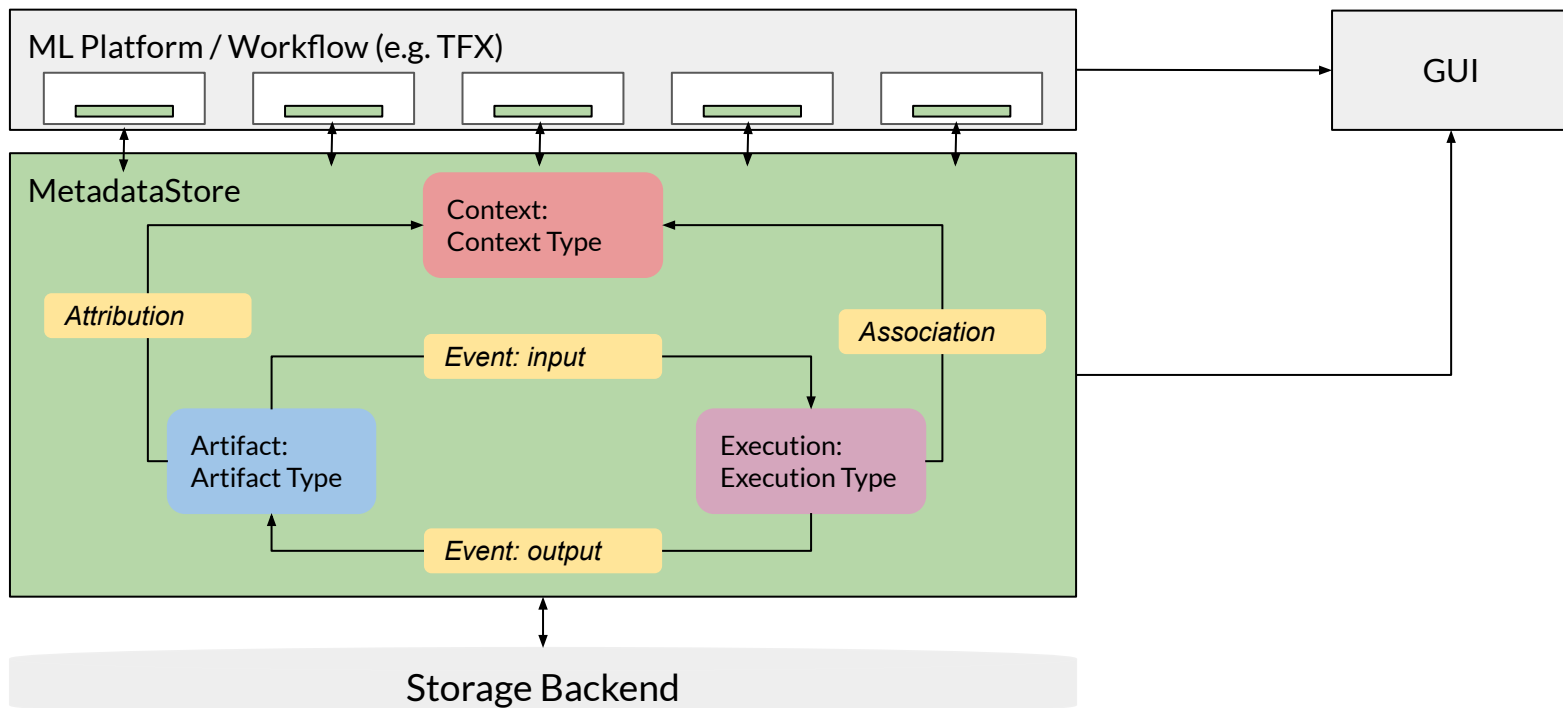 ML Platform / Workflow (e.g. TFX)
GUI
MetadataStore
Context:
Context Type
Attribution
Association
Event: input
Artifact:
Artifact Type
Execution:
Execution Type
Event: output
Storage Backend